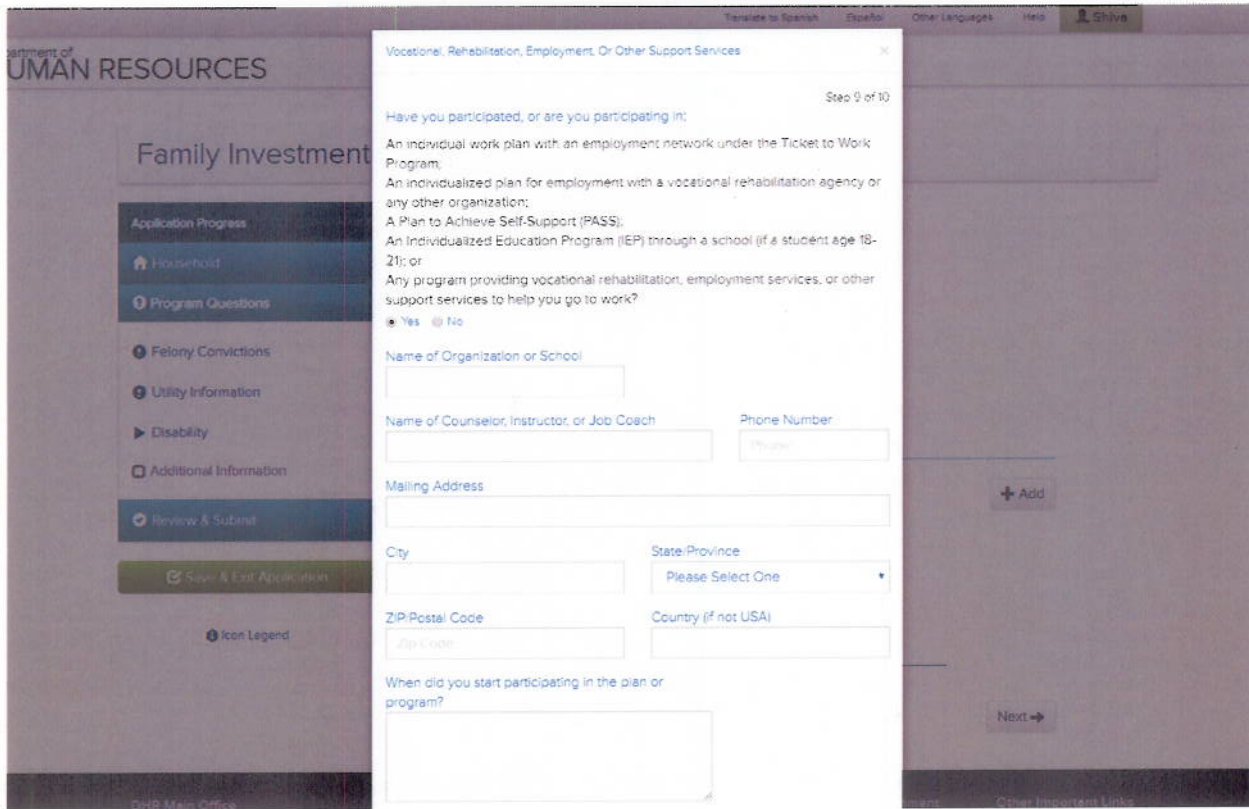 Translate to Spanish Español Other Languages Help Shiva
partment of
UMAN RESOURCES
Family Investment
Application Progress
Household
Program Questions
Felony Convictions
Utility Information
Disability
Additional Information
Review & Submit
Save & Exit Application
Icon Legend
Vocational, Rehabilitation, Employment, Or Other Support Services ×
Step 9 of 10
Have you participated, or are you participating in:
An individual work plan with an employment network under the Ticket to Work
Program;
An individualized plan for employment with a vocational rehabilitation agency or
any other organization;
A Plan to Achieve Self-Support (PASS);
An Individualized Education Program (IEP) through a school (if a student age 18-
21); or
Any program providing vocational rehabilitation, employment services, or other
support services to help you go to work?
Yes No
Name of Organization or School
Name of Counselor, Instructor, or Job Coach Phone Number
Phone
Mailing Address
City State/Province
Please Select One
ZIP/Postal Code Country (if not USA)
Zip Code
When did you start participating in the plan or
program?
Add
Next
DHR Main Office
Other Important Links